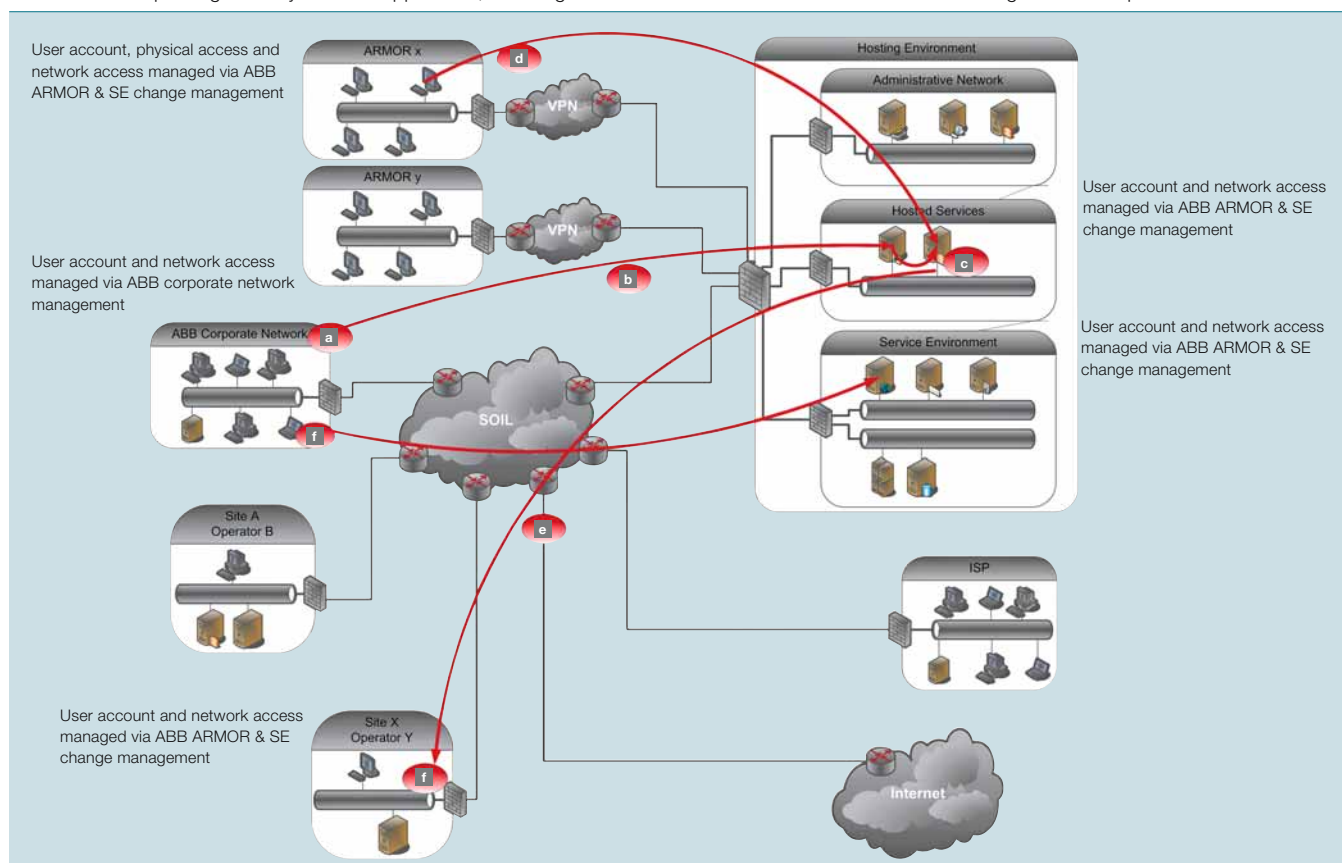 User account, physical access and
network access managed via ABB
ARMOR & SE change management
ARMOR x
d
VPN
Hosting Environment
Administrative Network
ARMOR y
VPN
User account and network access
managed via ABB ARMOR & SE
change management
Hosted Services
c
User account and network access
managed via ABB corporate network
management
b
a
ABB Corporate Network
f
SOIL
User account and network access
managed via ABB ARMOR & SE
change management
Service Environment
e
Site A
Operator B
ISP
User account and network access
managed via ABB ARMOR & SE
change management
Site X
Operator Y
f
Internet